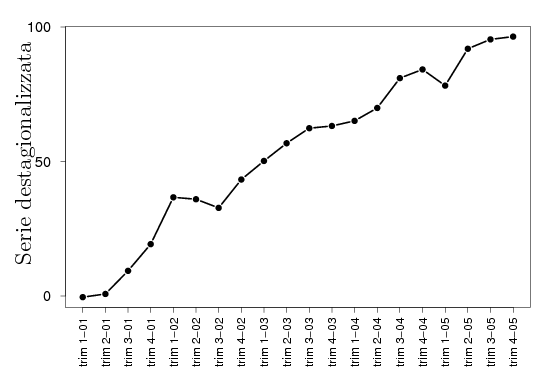 Serie destagionalizzata
100
50
0
trim 1−01
trim 2−01
trim 3−01
trim 4−01
trim 1−02
trim 2−02
trim 3−02
trim 4−02
trim 1−03
trim 2−03
trim 3−03
trim 4−03
trim 1−04
trim 2−04
trim 3−04
trim 4−04
trim 1−05
trim 2−05
trim 3−05
trim 4−05